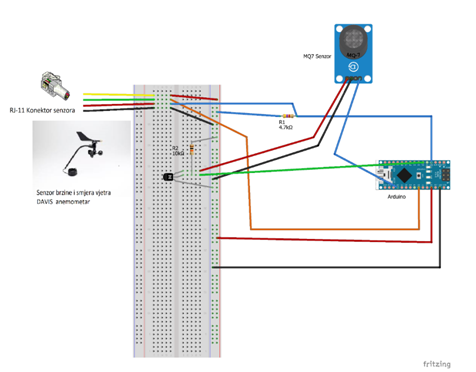 MQ7 Senzor
MQ-7
RJ-11 Konektor senzora
R1
4.7kΩ
R2
10kΩ
Senzor brzine i smjera vjetra
DAVIS anemometar
Arduino
fritzing